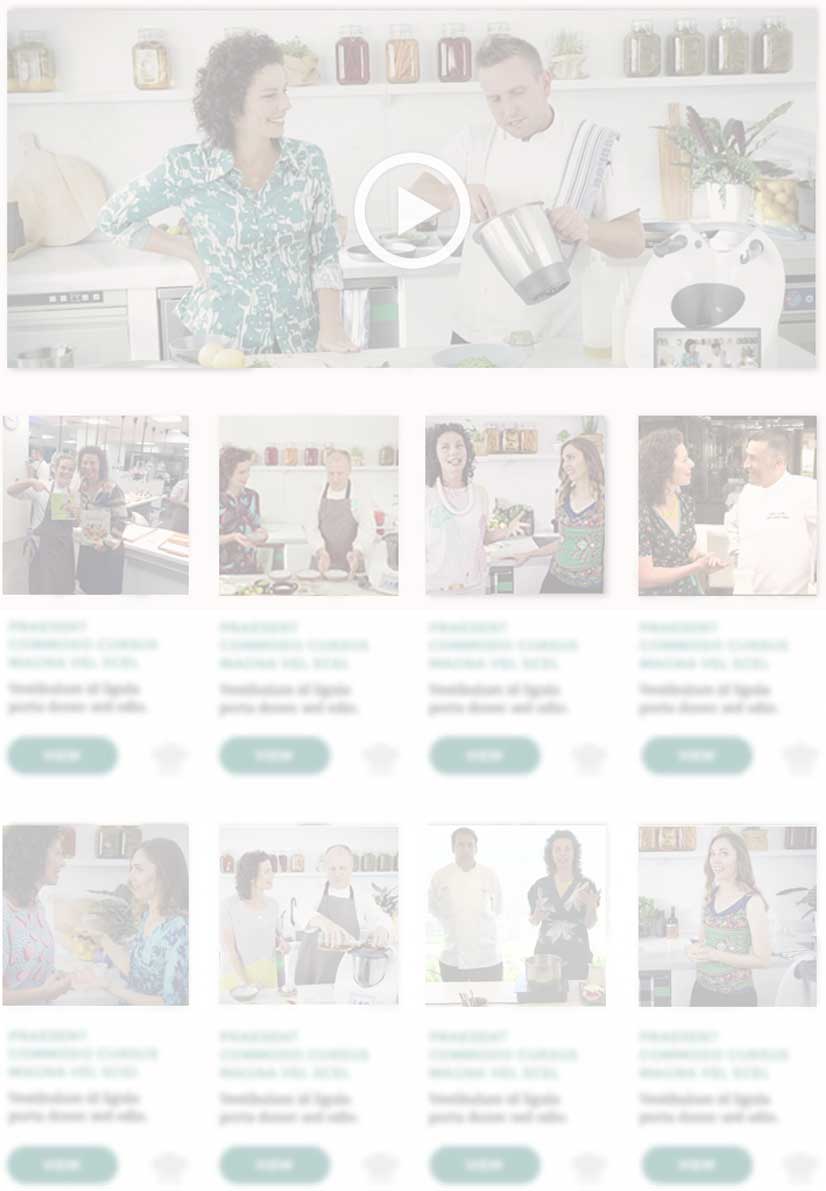 PRAESENT
COMMODO CURSUS
MAGNA VEL SCEL
Vestibulum id ligula
porta donec sed odio.
VIEW
PRAESENT
COMMODO CURSUS
MAGNA VEL SCEL
Vestibulum id ligula
porta donec sed odio.
VIEW
PRAESENT
COMMODO CURSUS
MAGNA VEL SCEL
Vestibulum id ligula
porta donec sed odio.
VIEW
PRAESENT
COMMODO CURSUS
MAGNA VEL SCEL
Vestibulum id ligula
porta donec sed odio.
VIEW
PRAESENT
COMMODO CURSUS
MAGNA VEL SCEL
Vestibulum id ligula
porta donec sed odio.
VIEW
PRAESENT
COMMODO CURSUS
MAGNA VEL SCEL
Vestibulum id ligula
porta donec sed odio.
VIEW
PRAESENT
COMMODO CURSUS
MAGNA VEL SCEL
Vestibulum id ligula
porta donec sed odio
VIEW
PRAESENT
COMMODO CURSUS
MAGNA VEL SCEL
Vestibulum id ligula
porta donec sed odio.
VIEW